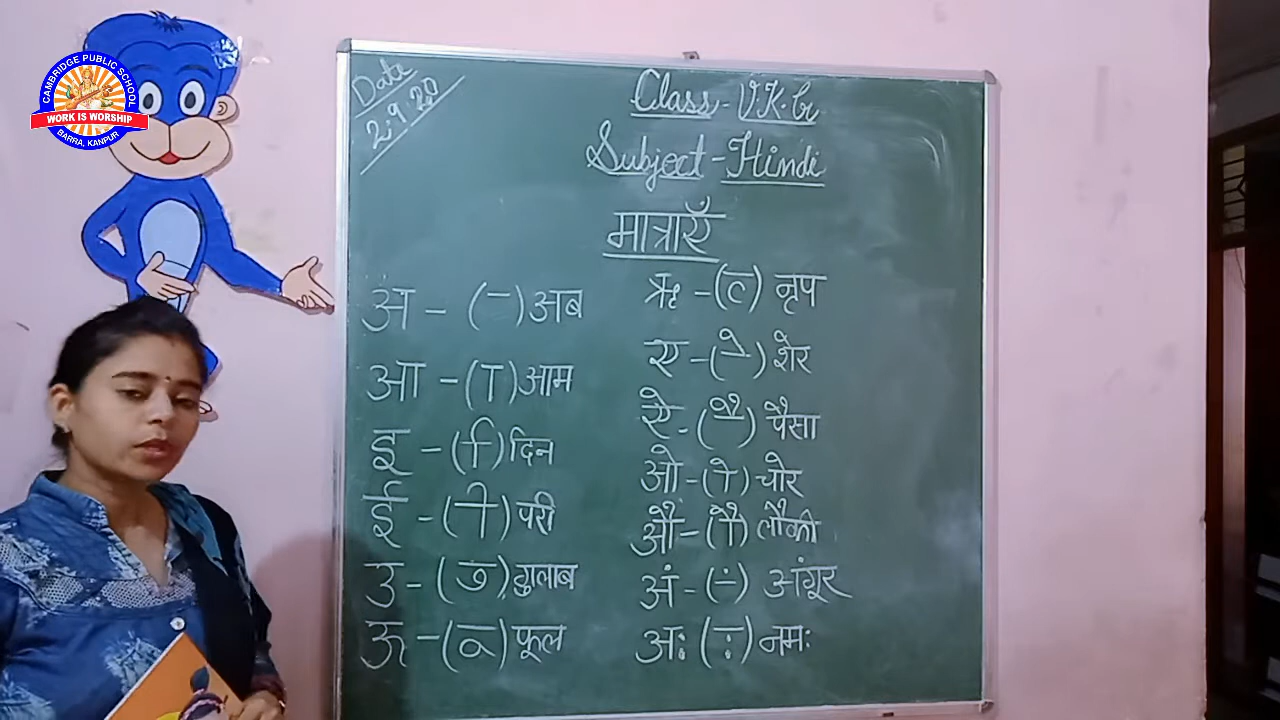 CAMBRIDGE PUBLIC SCHOOL
WORK IS WORSHIP
BARRA, KANPUR
Date
2.9.20
Class - U.K.G
Subject - Hindi
मात्राएँ
अ - (-) अब
आ - (ा) आम
इ - (ि) दिन
ई - (ी) परी
उ - (ु) गुलाब
ऊ - (ू) फूल
ऋ - (ृ) नृप
ए - (े) शेर
ऐ - (ै) पैसा
ओ - (ो) चोर
औ - (ौ) लौकी
अं - (ं) अंगूर
अः (ः) नमः